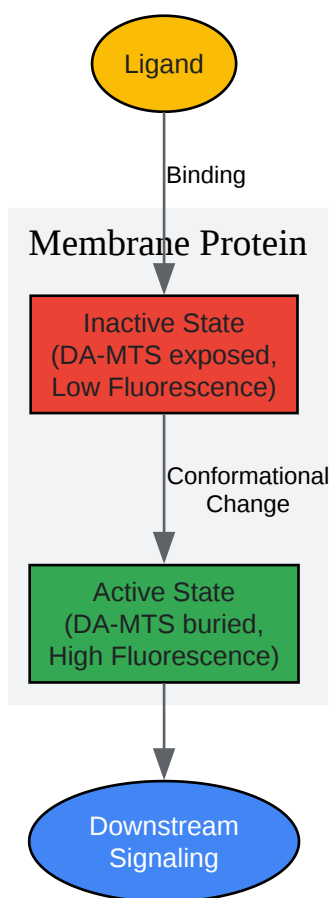 Ligand
Binding
Membrane Protein
Inactive State
(DA-MTS exposed,
Low Fluorescence)
Conformational
Change
Active State
(DA-MTS buried,
High Fluorescence)
Downstream
Signaling